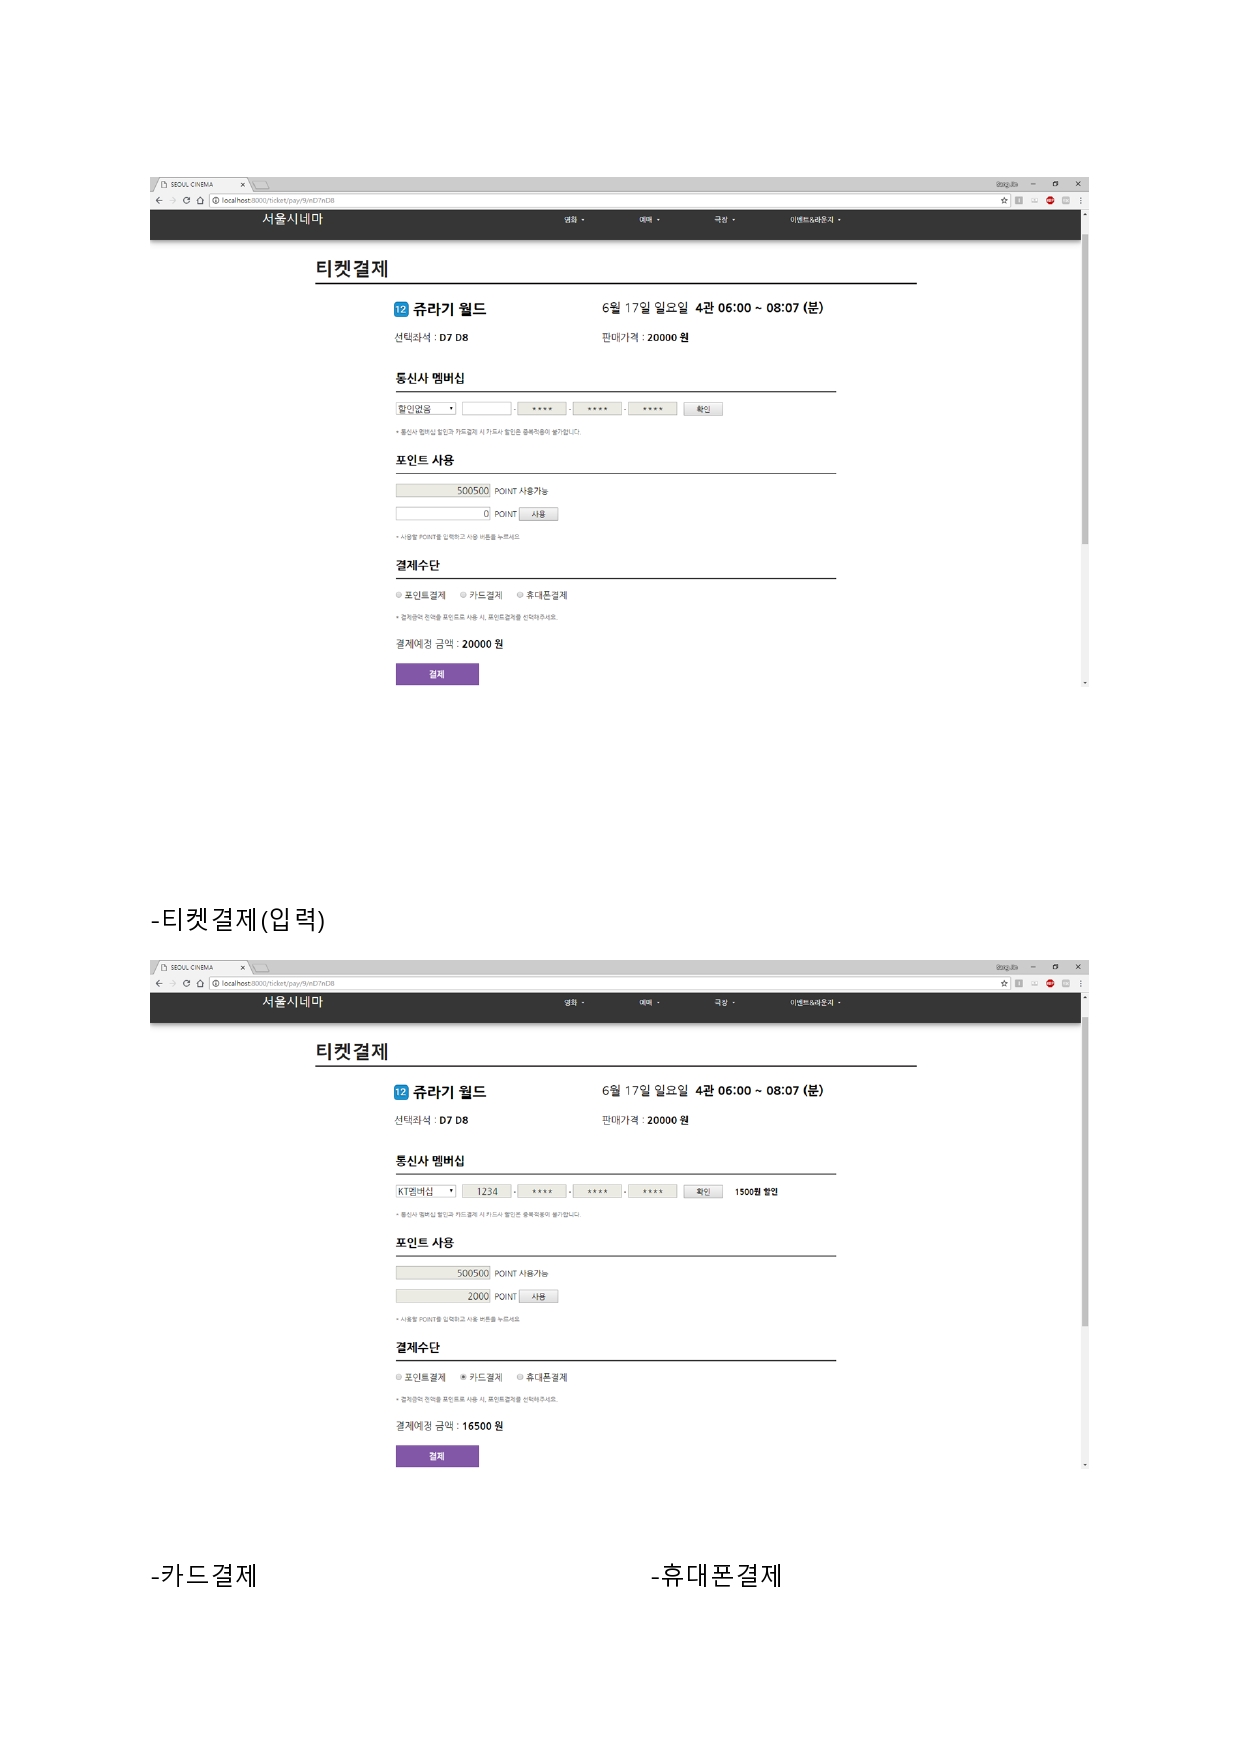 SEOUL CINEMA
localhost:8000/ticket/pay/9/nD7nD8
서울시네마 영화 예매 극장 이벤트&라운지
티켓결제
12 쥬라기 월드 6월 17일 일요일 4관 06:00 ~ 08:07 (분)
선택좌석 : D7 D8 판매가격 : 20000 원
통신사 멤버십
할인없음 - **** - **** - **** 확인
* 통신사 멤버십 할인과 카드결제 시 카드사 할인은 중복적용이 불가합니다.
포인트 사용
500500 POINT 사용가능
0 POINT 사용
* 사용할 POINT를 입력하고 사용 버튼을 누르세요
결제수단
포인트결제 카드결제 휴대폰결제
* 결제금액 전액을 포인트로 사용 시, 포인트결제를 선택해주세요.
결제예정 금액 : 20000 원
결제
-티켓결제(입력)
SEOUL CINEMA
localhost:8000/ticket/pay/9/nD7nD8
서울시네마 영화 예매 극장 이벤트&라운지
티켓결제
12 쥬라기 월드 6월 17일 일요일 4관 06:00 ~ 08:07 (분)
선택좌석 : D7 D8 판매가격 : 20000 원
통신사 멤버십
KT멤버십 1234 - **** - **** - **** 확인 1500원 할인
* 통신사 멤버십 할인과 카드결제 시 카드사 할인은 중복적용이 불가합니다.
포인트 사용
500500 POINT 사용가능
2000 POINT 사용
* 사용할 POINT를 입력하고 사용 버튼을 누르세요
결제수단
포인트결제 카드결제 휴대폰결제
* 결제금액 전액을 포인트로 사용 시, 포인트결제를 선택해주세요.
결제예정 금액 : 16500 원
결제
-카드결제 -휴대폰결제